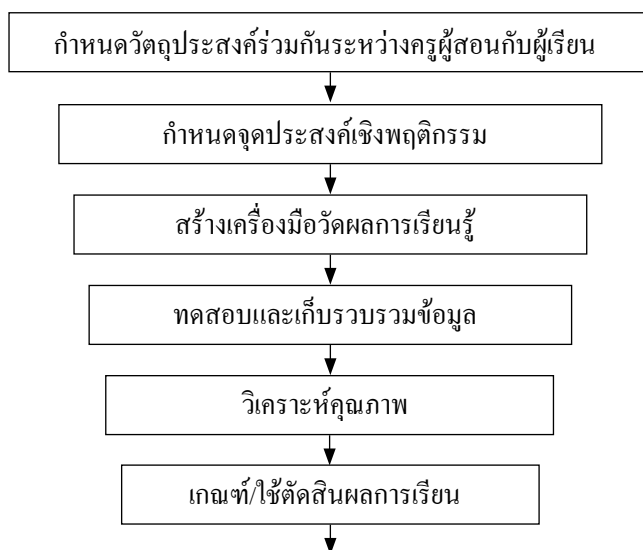 กำหนดวัตถุประสงค์ร่วมกันระหว่างครูผู้สอนกับผู้เรียน
กำหนดจุดประสงค์เชิงพฤติกรรม
สร้างเครื่องมือวัดผลการเรียนรู้
ทดสอบและเก็บรวบรวมข้อมูล
วิเคราะห์คุณภาพ
เกณฑ์/ใช้ตัดสินผลการเรียน